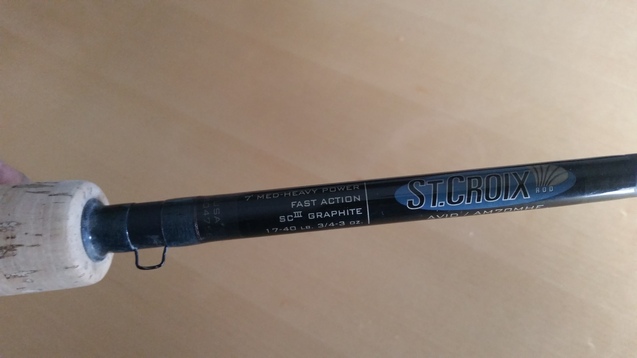 7' MED-HEAVY POWER
FAST ACTION
SCIII GRAPHITE
17-40 LB. 3/4-3 OZ.
ST.CROIX
AVID / AM70MHF
USA